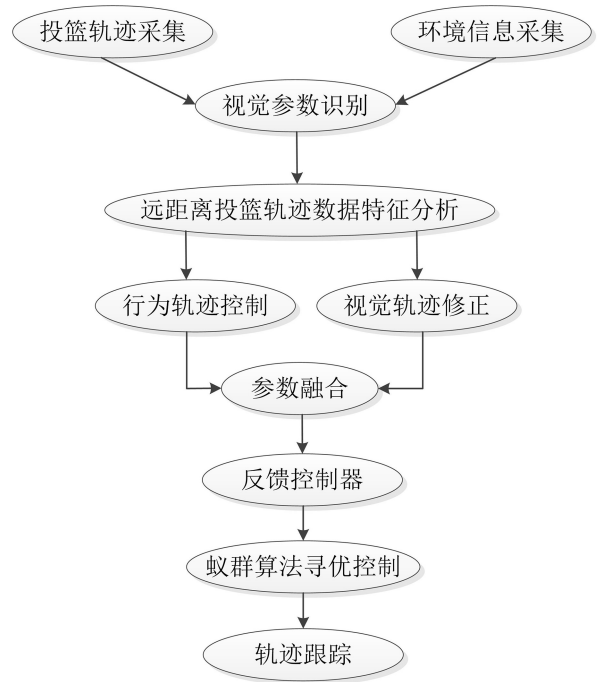 投篮轨迹采集
环境信息采集
视觉参数识别
远距离投篮轨迹数据特征分析
行为轨迹控制
视觉轨迹修正
参数融合
反馈控制器
蚁群算法寻优控制
轨迹跟踪